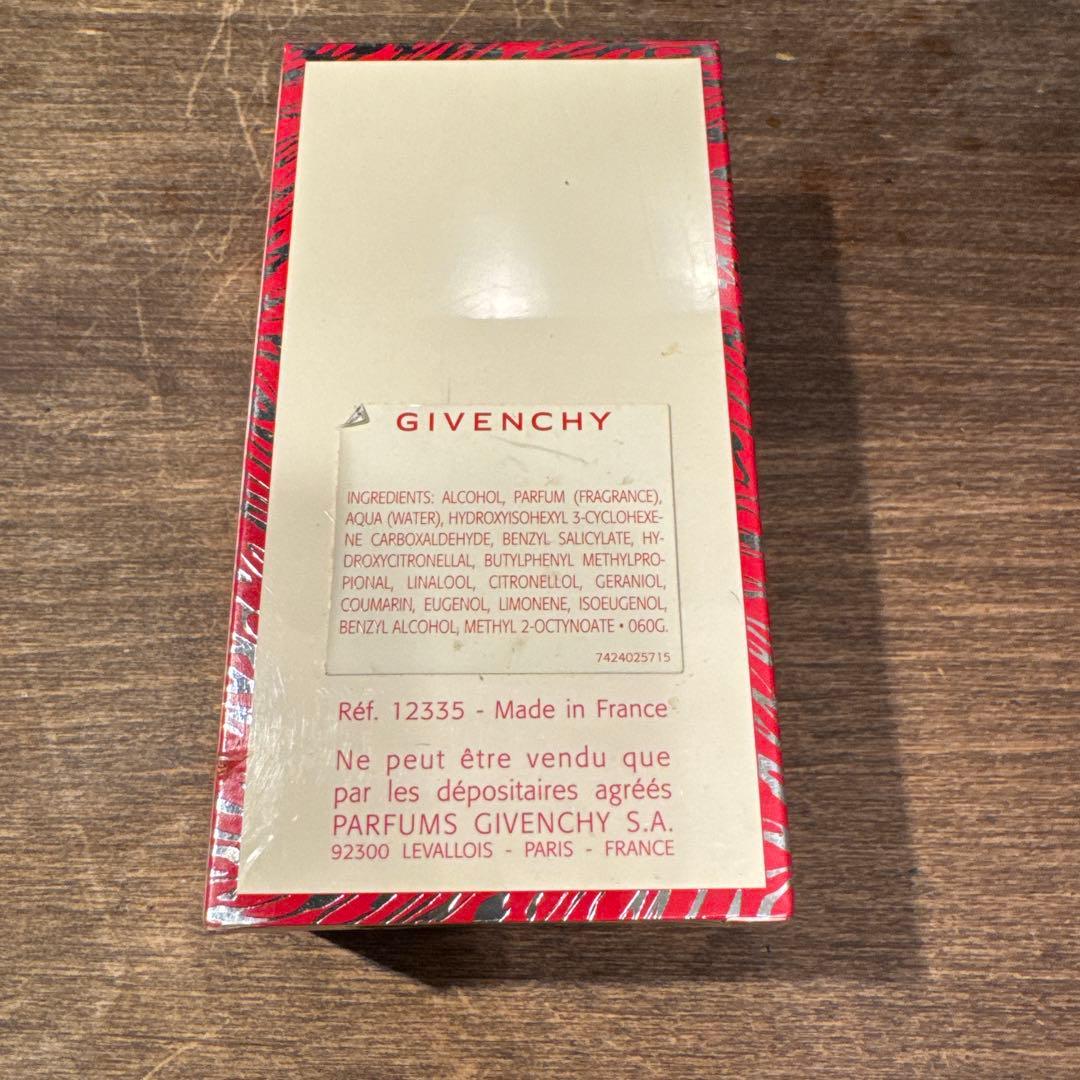 GIVENCHY
INGREDIENTS: ALCOHOL, PARFUM (FRAGRANCE),
AQUA (WATER), HYDROXYISOHEXYL 3-CYCLOHEXE-
NE CARBOXALDEHYDE, BENZYL SALICYLATE, HY-
DROXYCITRONELLAL, BUTYLPHENYL METHYLPRO-
PIONAL, LINALOOL, CITRONELLOL, GERANIOL,
COUMARIN, EUGENOL, LIMONENE, ISOEUGENOL,
BENZYL ALCOHOL, METHYL 2-OCTYNOATE • 060G.
7424025715
Réf. 12335 - Made in France
Ne peut être vendu que
par les dépositaires agréés
PARFUMS GIVENCHY S.A.
92300 LEVALLOIS - PARIS - FRANCE